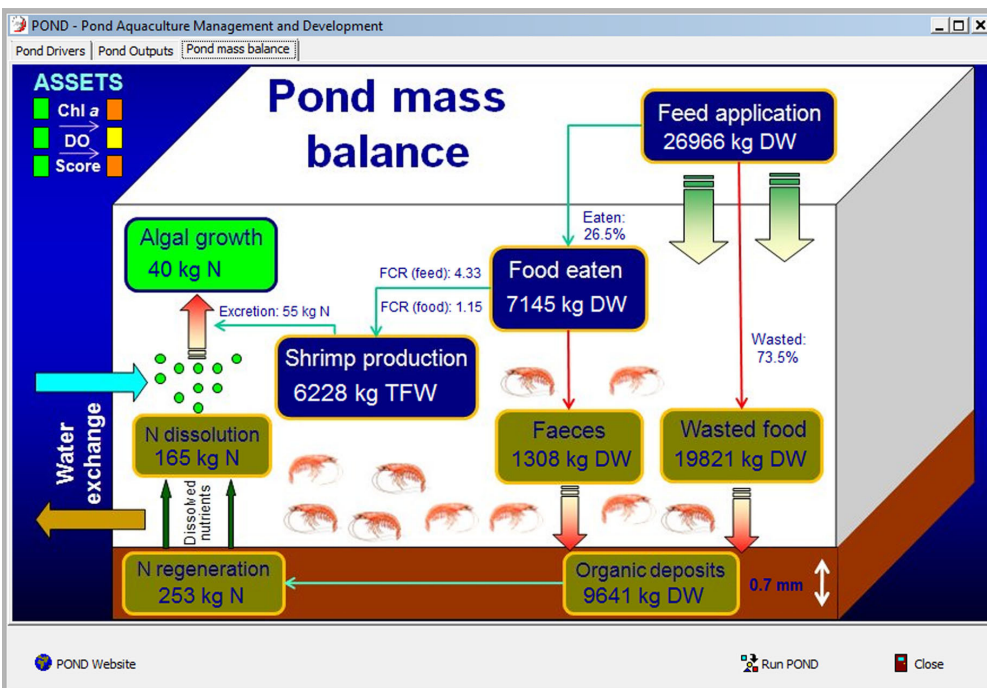 POND - Pond Aquaculture Management and Development
Pond Drivers Pond Outputs Pond mass balance
ASSETS
Chl a
DO
Score
Pond mass
balance
Feed application
26966 kg DW
Eaten:
26.5%
Algal growth
40 kg N
Food eaten
7145 kg DW
FCR (feed): 4.33
FCR (food): 1.15
Excretion: 55 kg N
Wasted:
73.5%
Shrimp production
6228 kg TFW
Water
exchange
N dissolution
165 kg N
Faeces
1308 kg DW
Wasted food
19821 kg DW
Dissolved
nutrients
N regeneration
253 kg N
Organic deposits
9641 kg DW
0.7 mm
POND Website
Run POND
Close